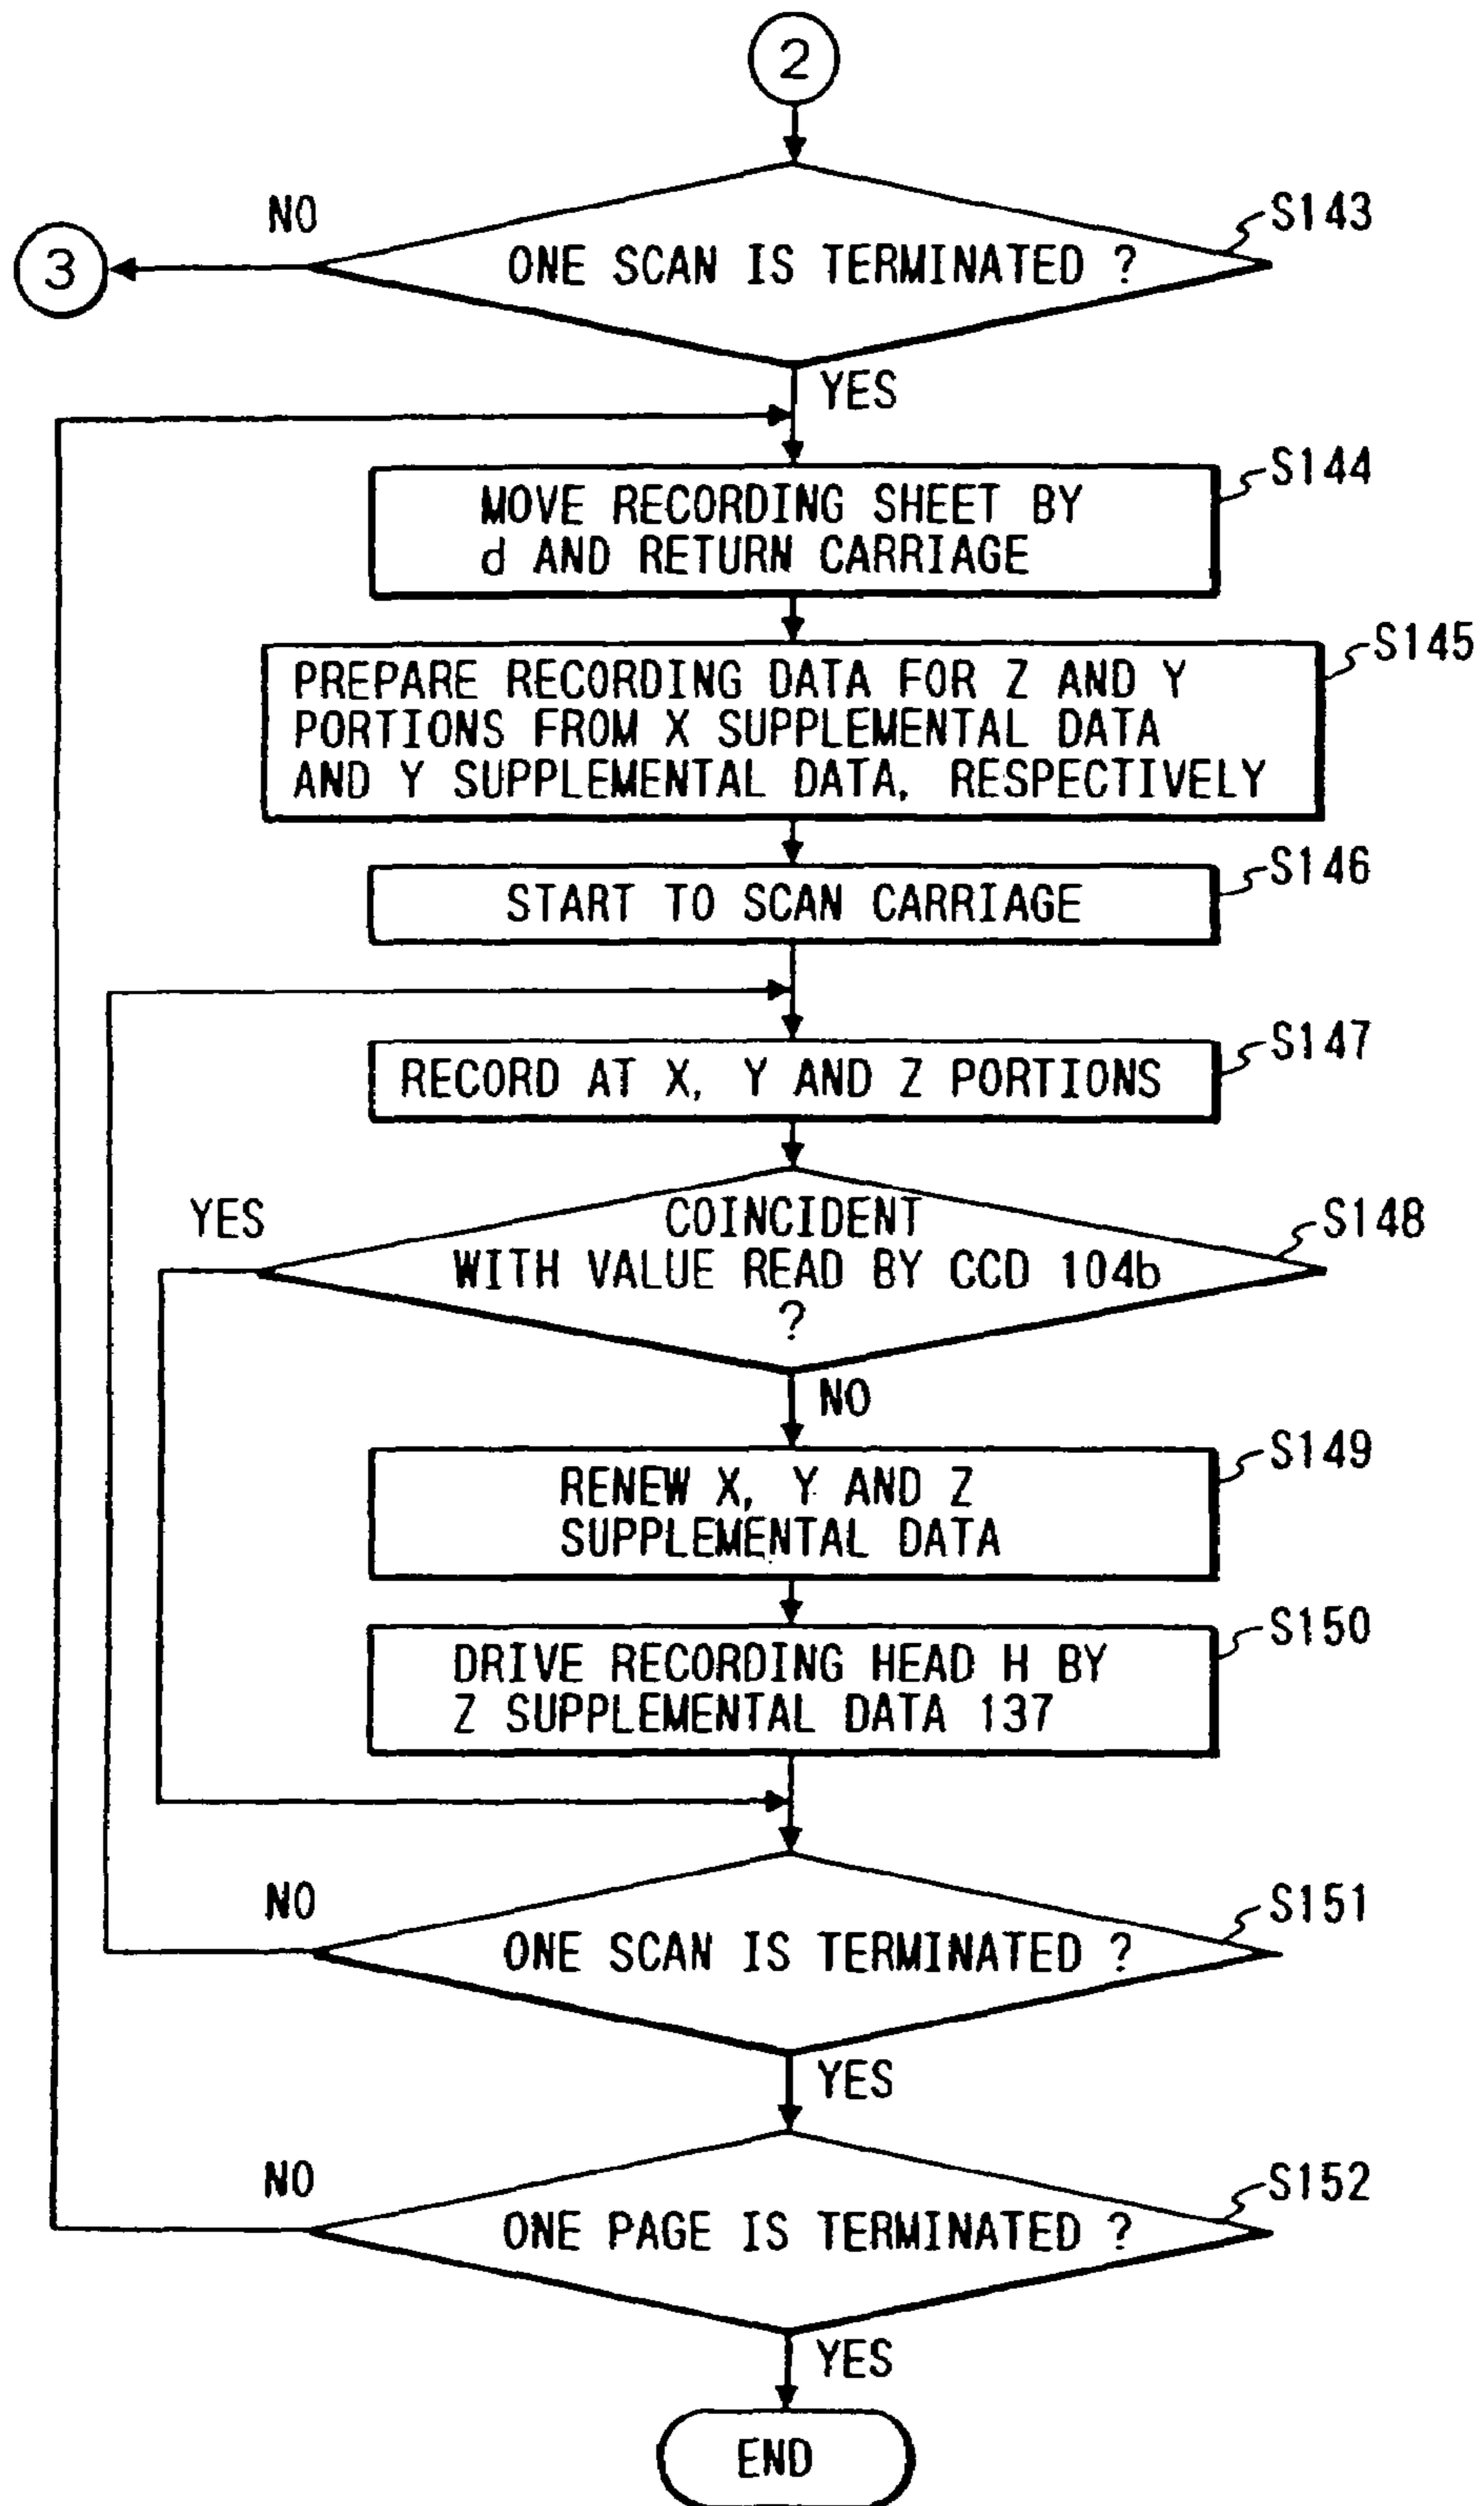 2
NO
S143
3
ONE SCAN IS TERMINATED ?
YES
S144
MOVE RECORDING SHEET BY
d AND RETURN CARRIAGE
S145
PREPARE RECORDING DATA FOR Z AND Y
PORTIONS FROM X SUPPLEMENTAL DATA
AND Y SUPPLEMENTAL DATA, RESPECTIVELY
S146
START TO SCAN CARRIAGE
S147
RECORD AT X, Y AND Z PORTIONS
YES
COINCIDENT
S148
WITH VALUE READ BY CCD 104b
?
NO
S149
RENEW X, Y AND Z
SUPPLEMENTAL DATA
S150
DRIVE RECORDING HEAD H BY
Z SUPPLEMENTAL DATA 137
NO
S151
ONE SCAN IS TERMINATED ?
YES
NO
S152
ONE PAGE IS TERMINATED ?
YES
END